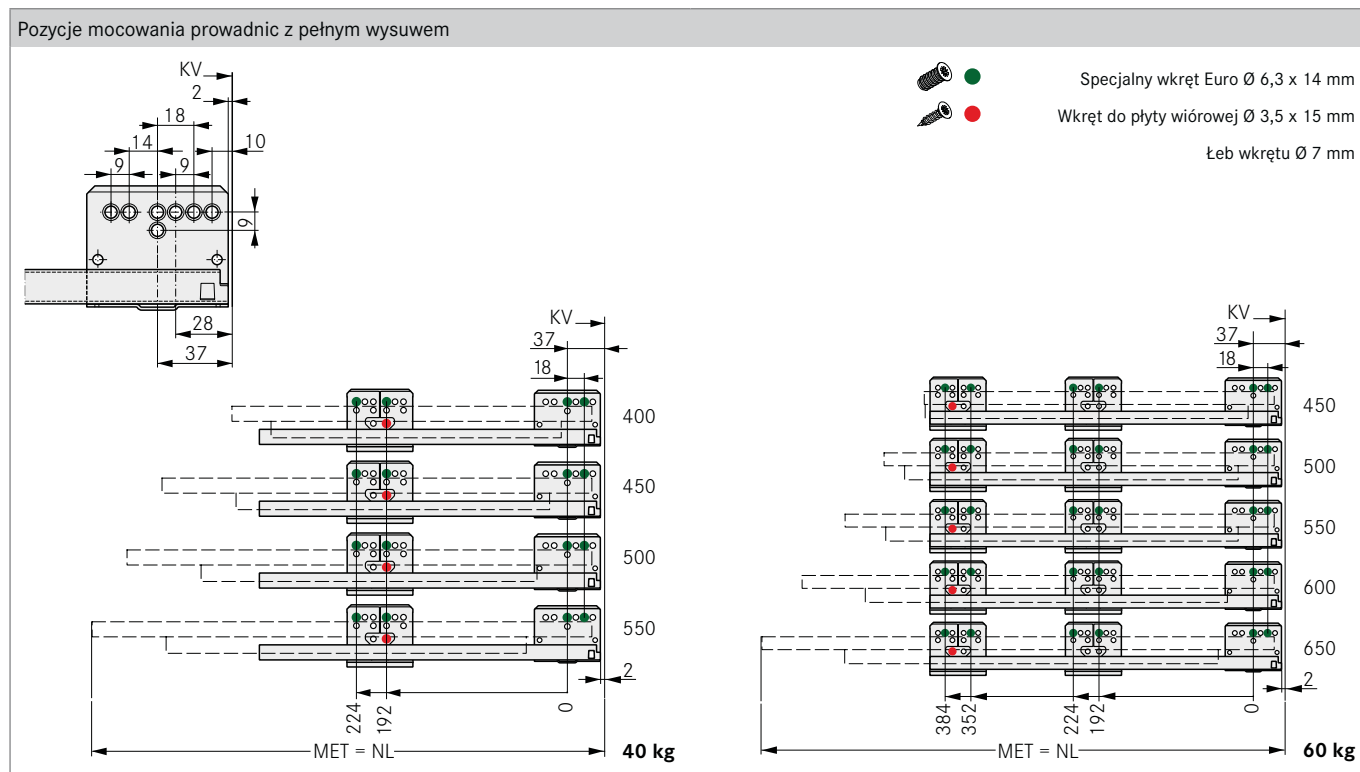 Pozycje mocowania prowadnic z pełnym wysuwem
KV
2
18
14
10
9
9
9
28
37
Specjalny wkręt Euro Ø 6,3 x 14 mm
Wkręt do płyty wiórowej Ø 3,5 x 15 mm
Łeb wkrętu Ø 7 mm
KV
37
18
400
450
500
550
2
224
192
0
MET = NL
40 kg
KV
37
18
450
500
550
600
650
2
384
352
224
192
0
MET = NL
60 kg